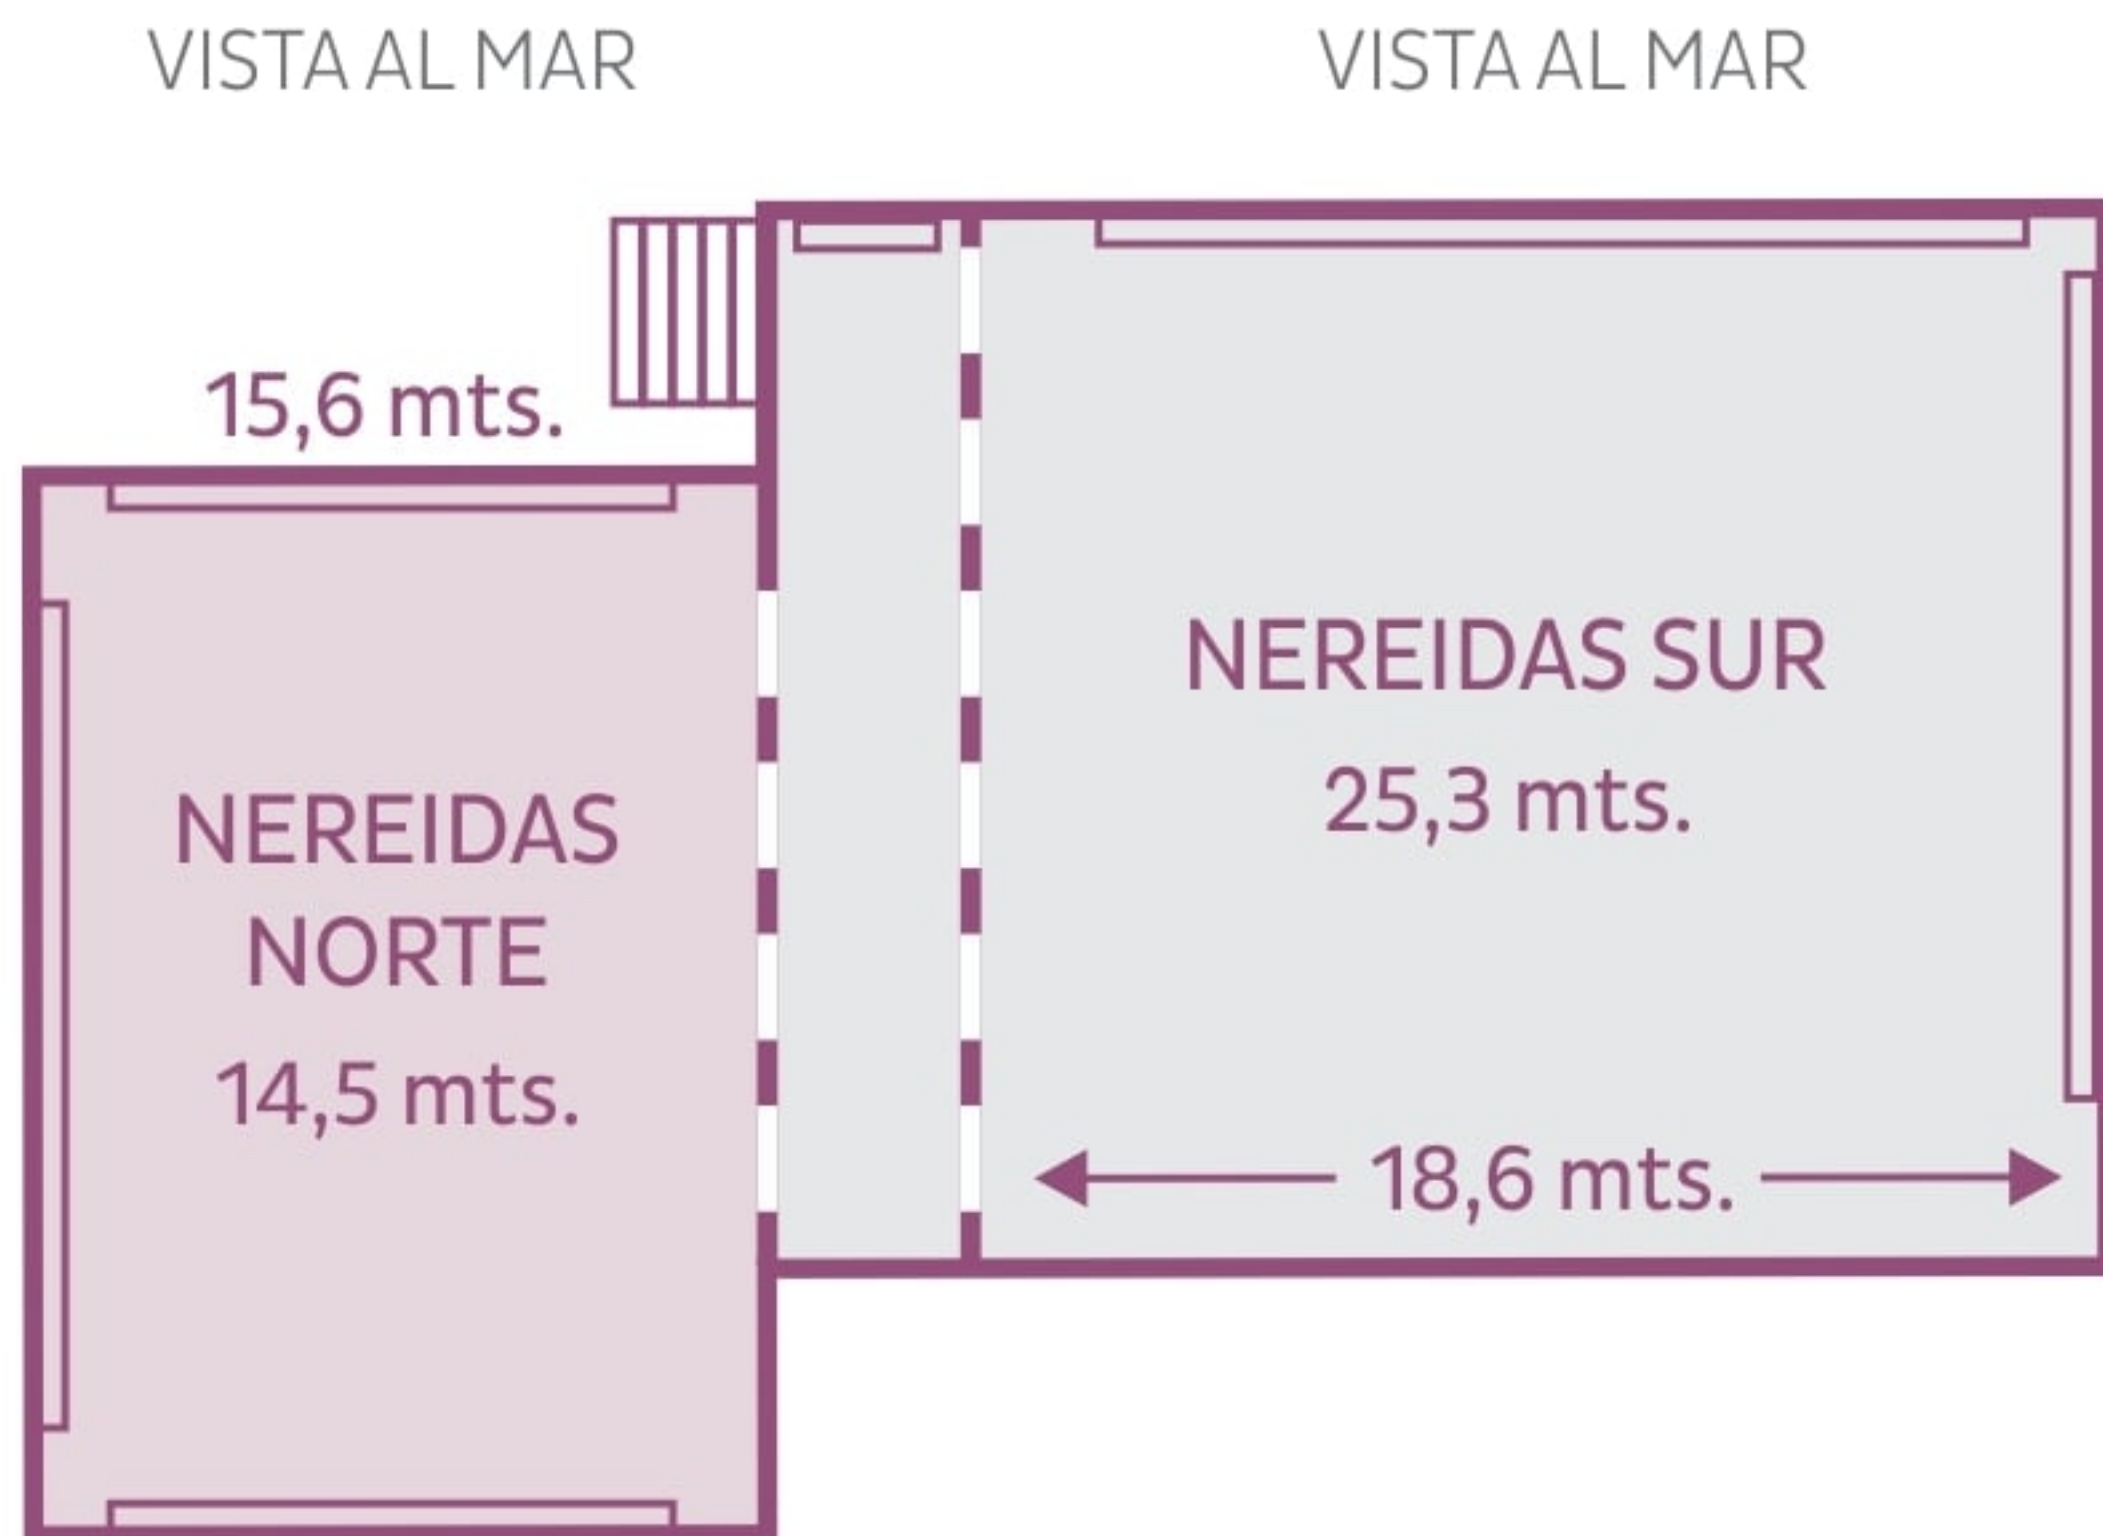 VISTA AL MAR
VISTA AL MAR
15,6 mts.
NEREIDAS SUR
25,3 mts.
NEREIDAS
NORTE
14,5 mts.
18,6 mts.